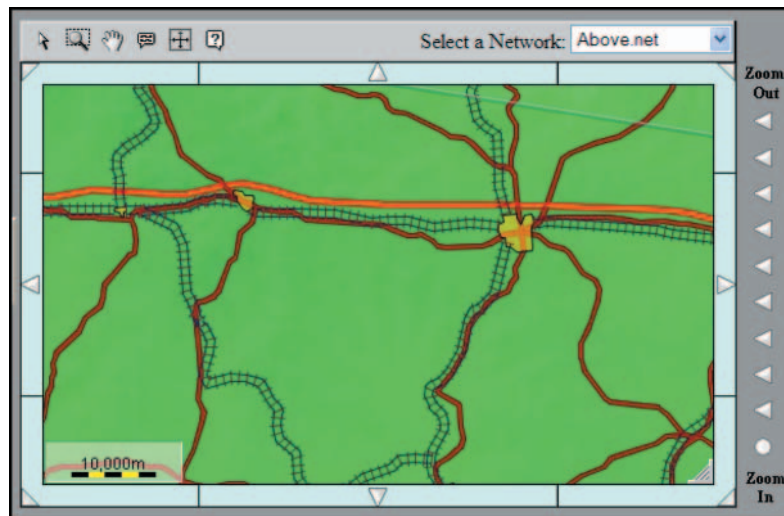 Select a Network: Above.net
Zoom
Out
10,000m
Zoom
In